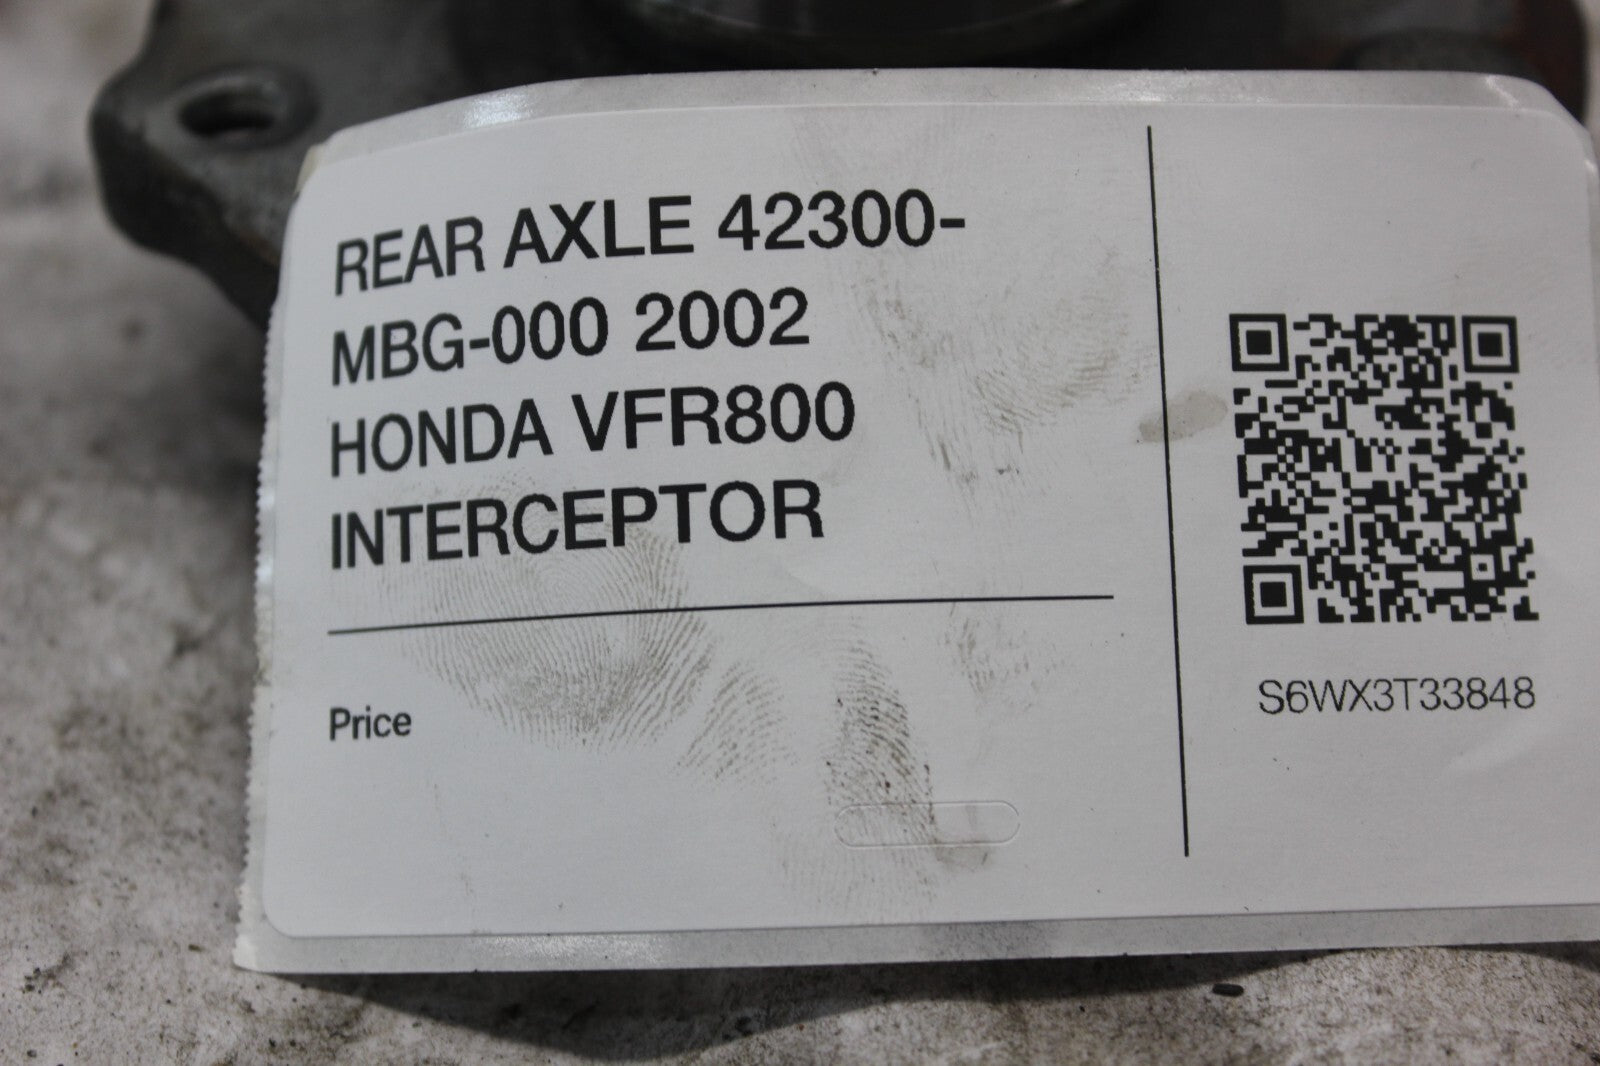 REAR AXLE 42300-
MBG-000 2002
HONDA VFR800
INTERCEPTOR
Price
S6WX3T33848